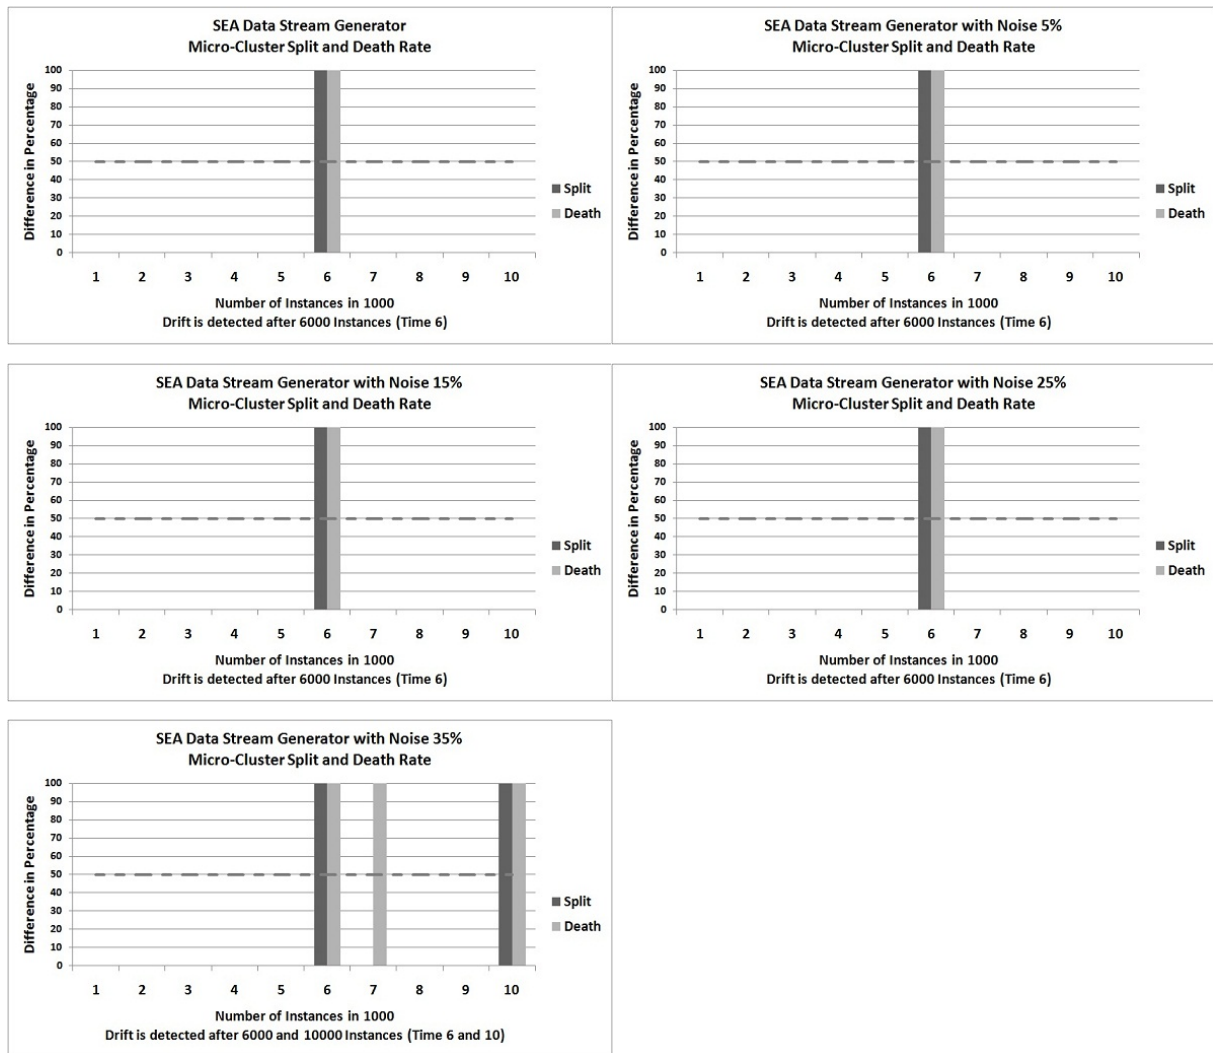 SEA Data Stream Generator
Micro-Cluster Split and Death Rate
Difference in Percentage
100
90
80
70
60
50
40
30
20
10
0
1 2 3 4 5 6 7 8 9 10
Split
Death
Number of Instances in 1000
Drift is detected after 6000 Instances (Time 6)
SEA Data Stream Generator with Noise 5%
Micro-Cluster Split and Death Rate
Difference in Percentage
100
90
80
70
60
50
40
30
20
10
0
1 2 3 4 5 6 7 8 9 10
Split
Death
Number of Instances in 1000
Drift is detected after 6000 Instances (Time 6)
SEA Data Stream Generator with Noise 15%
Micro-Cluster Split and Death Rate
Difference in Percentage
100
90
80
70
60
50
40
30
20
10
0
1 2 3 4 5 6 7 8 9 10
Split
Death
Number of Instances in 1000
Drift is detected after 6000 Instances (Time 6)
SEA Data Stream Generator with Noise 25%
Micro-Cluster Split and Death Rate
Difference in Percentage
100
90
80
70
60
50
40
30
20
10
0
1 2 3 4 5 6 7 8 9 10
Split
Death
Number of Instances in 1000
Drift is detected after 6000 Instances (Time 6)
SEA Data Stream Generator with Noise 35%
Micro-Cluster Split and Death Rate
Difference in Percentage
100
90
80
70
60
50
40
30
20
10
0
1 2 3 4 5 6 7 8 9 10
Split
Death
Number of Instances in 1000
Drift is detected after 6000 and 10000 Instances (Time 6 and 10)